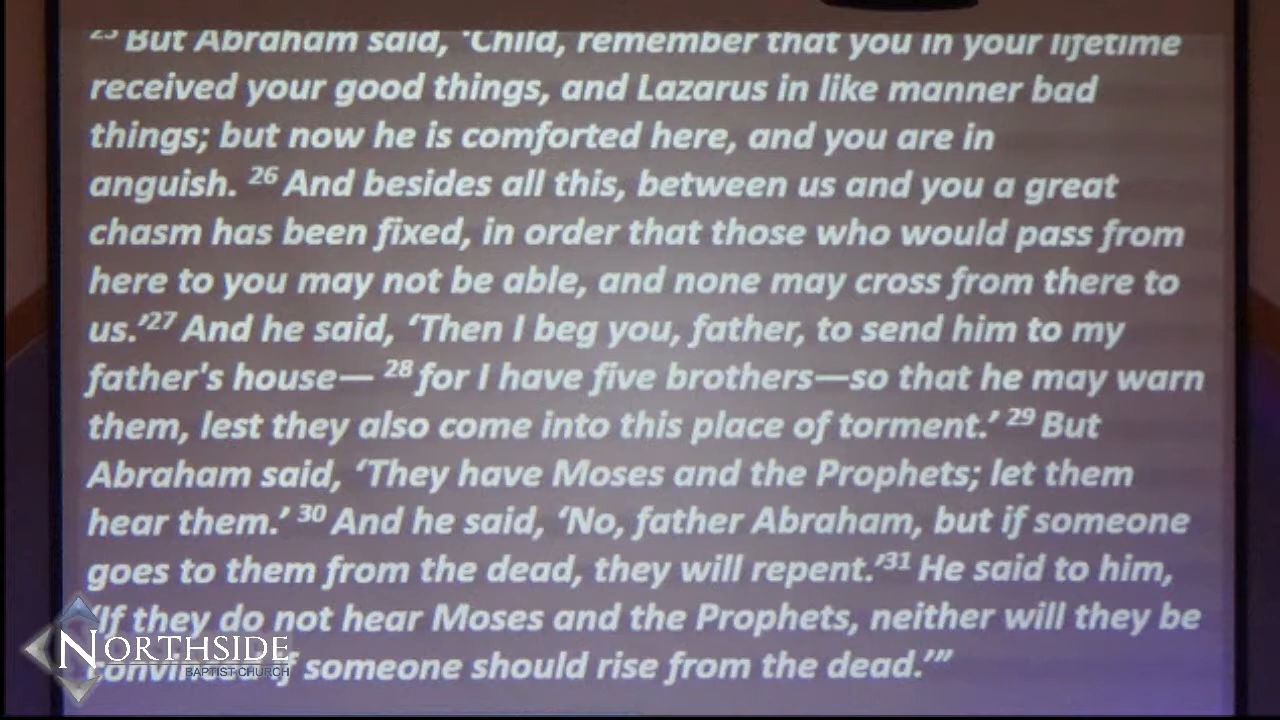 25 But Abraham said, ‘Child, remember that you in your lifetime
received your good things, and Lazarus in like manner bad
things; but now he is comforted here, and you are in
anguish. 26 And besides all this, between us and you a great
chasm has been fixed, in order that those who would pass from
here to you may not be able, and none may cross from there to
us.’27 And he said, ‘Then I beg you, father, to send him to my
father's house— 28 for I have five brothers—so that he may warn
them, lest they also come into this place of torment.’ 29 But
Abraham said, ‘They have Moses and the Prophets; let them
hear them.’ 30 And he said, ‘No, father Abraham, but if someone
goes to them from the dead, they will repent.’31 He said to him,
‘If they do not hear Moses and the Prophets, neither will they be
convinced if someone should rise from the dead.’”
NORTHSIDE
BAPTIST CHURCH